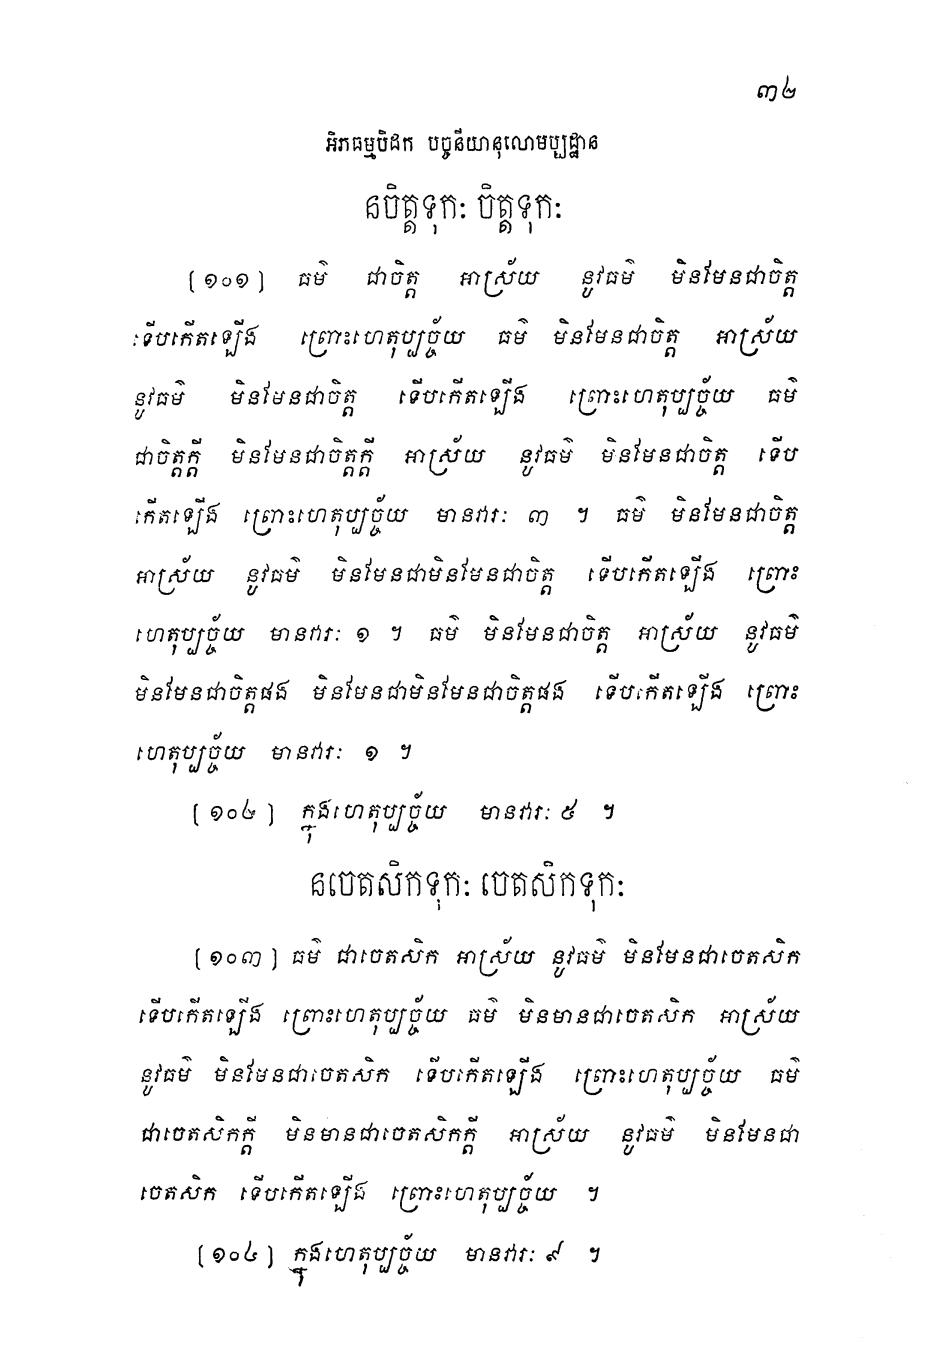 ៣៤
អភិធម្មបិដក បច្ចនីយានុលោមប្បដ្ឋាន
នចិត្តទុកៈ ចិត្តទុកៈ
[១០១] ធម៌ ជាចិត្ត អាស្រ័យ នូវធម៌ មិនមែនជាចិត្ត
ទើបកើតឡើង ព្រោះហេតុប្បច្ច័យ ធម៌ មិនមែនជាចិត្ត អាស្រ័យ
នូវធម៌ មិនមែនជាចិត្ត ទើបកើតឡើង ព្រោះហេតុប្បច្ច័យ ធម៌
ជាចិត្តក្តី មិនមែនជាចិត្តក្តី អាស្រ័យ នូវធម៌ មិនមែនជាចិត្ត ទើប
កើតឡើង ព្រោះហេតុប្បច្ច័យ មានវារៈ ៣ ។ ធម៌ មិនមែនជាចិត្ត
អាស្រ័យ នូវធម៌ មិនមែនជាមិនមែនជាចិត្ត ទើបកើតឡើង ព្រោះ
ហេតុប្បច្ច័យ មានវារៈ ១ ។ ធម៌ មិនមែនជាចិត្ត អាស្រ័យ នូវធម៌
មិនមែនជាចិត្តផង មិនមែនជាមិនមែនជាចិត្តផង ទើបកើតឡើង ព្រោះ
ហេតុប្បច្ច័យ មានវារៈ ១ ។
[១០៤] ក្នុងហេតុប្បច្ច័យ មានវារៈ ៥ ។
នចេតសិកទុកៈ ចេតសិកទុកៈ
[១០៣] ធម៌ ជាចេតសិក អាស្រ័យ នូវធម៌ មិនមែនជាចេតសិក
ទើបកើតឡើង ព្រោះហេតុប្បច្ច័យ ធម៌ មិនមានជាចេតសិក អាស្រ័យ
នូវធម៌ មិនមែនជាចេតសិក ទើបកើតឡើង ព្រោះហេតុប្បច្ច័យ ធម៌
ជាចេតសិកក្តី មិនមានជាចេតសិកក្តី អាស្រ័យ នូវធម៌ មិនមែនជា
ចេតសិក ទើបកើតឡើង ព្រោះហេតុប្បច្ច័យ ។
[១០៤] ក្នុងហេតុប្បច្ច័យ មានវារៈ ៩ ។